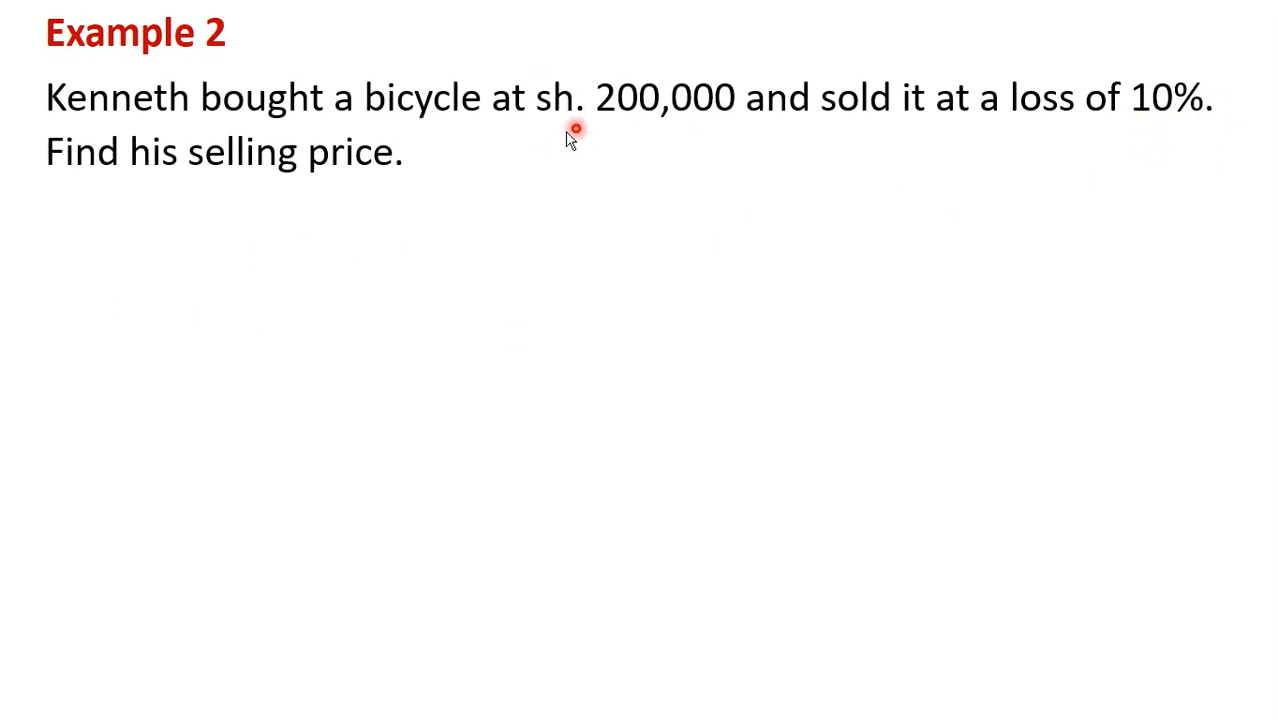 Example 2
Kenneth bought a bicycle at sh. 200,000 and sold it at a loss of 10%.
Find his selling price.